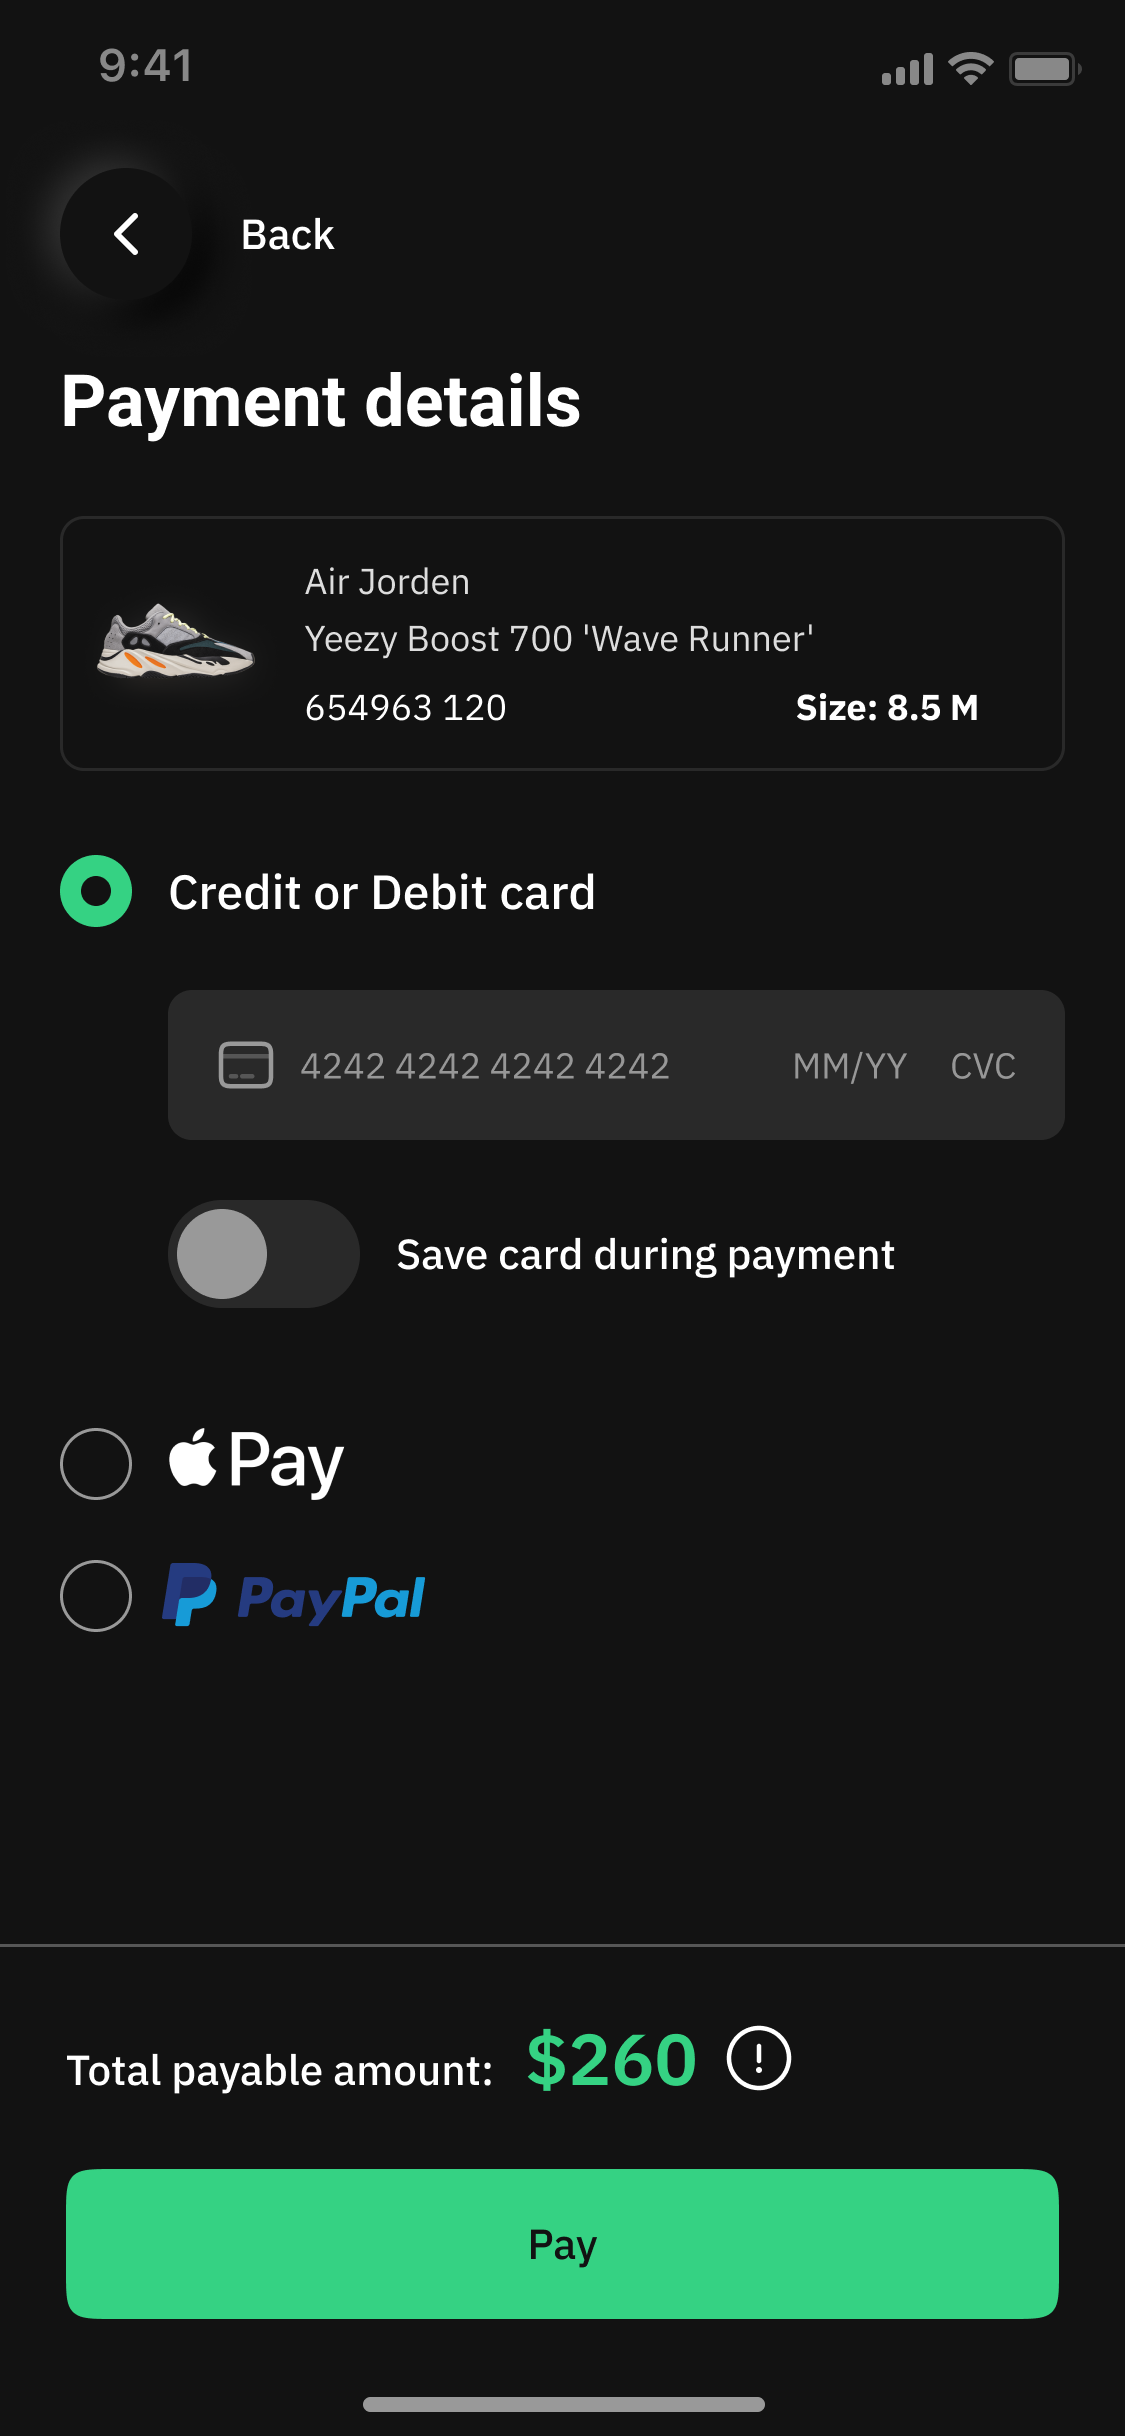 9:41
Back
Payment details
Air Jorden
Yeezy Boost 700 'Wave Runner'
654963 120 Size: 8.5 M
Credit or Debit card
4242 4242 4242 4242 MM/YY CVC
Save card during payment
Pay
PayPal
Total payable amount: $260
Pay